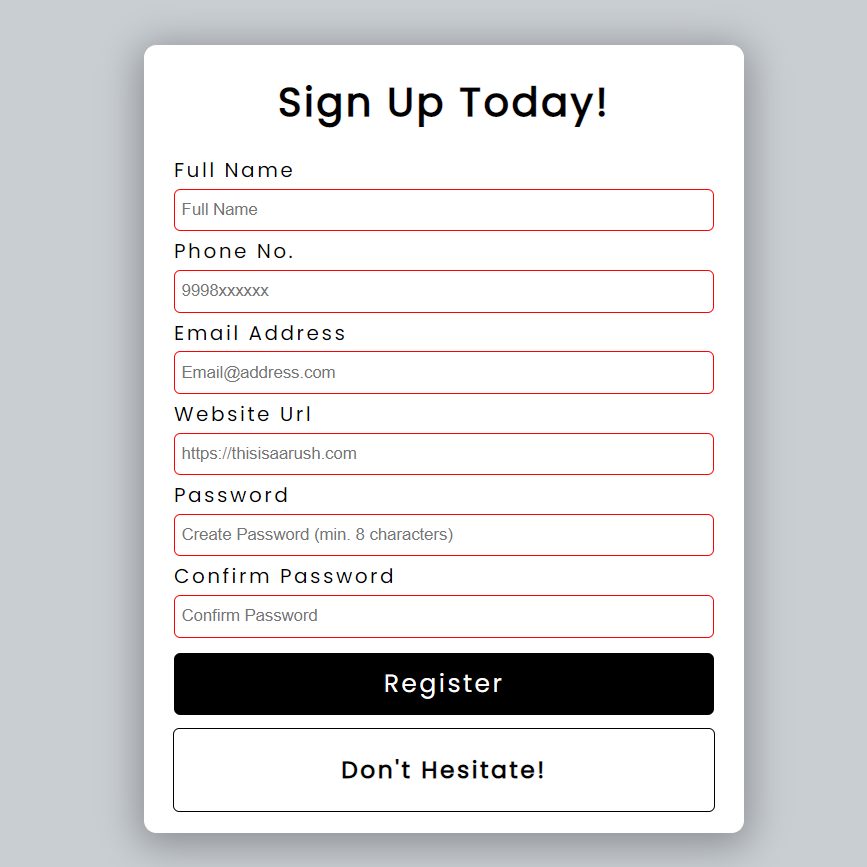 Sign Up Today!
Full Name
Full Name
Phone No.
9998xxxxxx
Email Address
Email@address.com
Website Url
https://thisisaarush.com
Password
Create Password (min. 8 characters)
Confirm Password
Confirm Password
Register
Don't Hesitate!